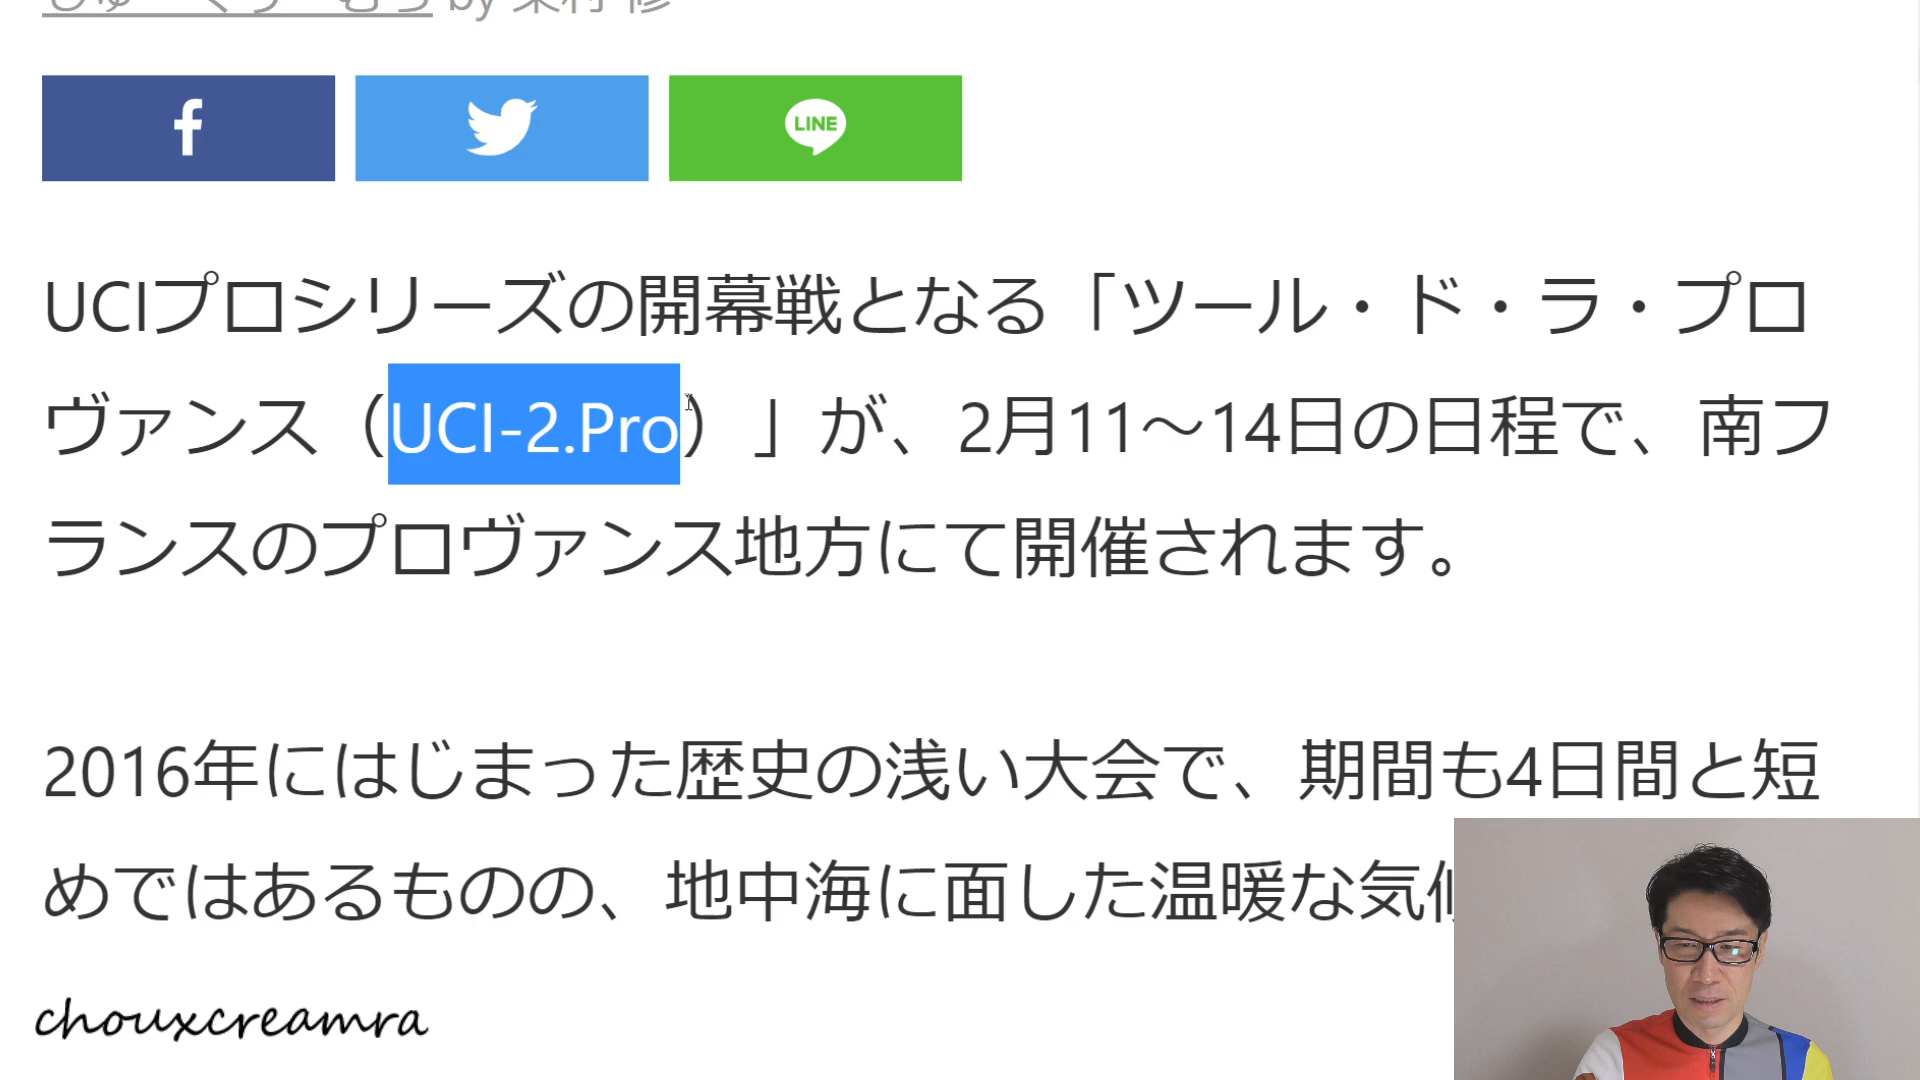 by 栗村 修
LINE
UCIプロシリーズの開幕戦となる「ツール・ド・ラ・プロ
ヴァンス（UCI-2.Pro）」が、2月11〜14日の日程で、南フ
ランスのプロヴァンス地方にて開催されます。
2016年にはじまった歴史の浅い大会で、期間も4日間と短
めではあるものの、地中海に面した温暖な気候
chouxcreamra